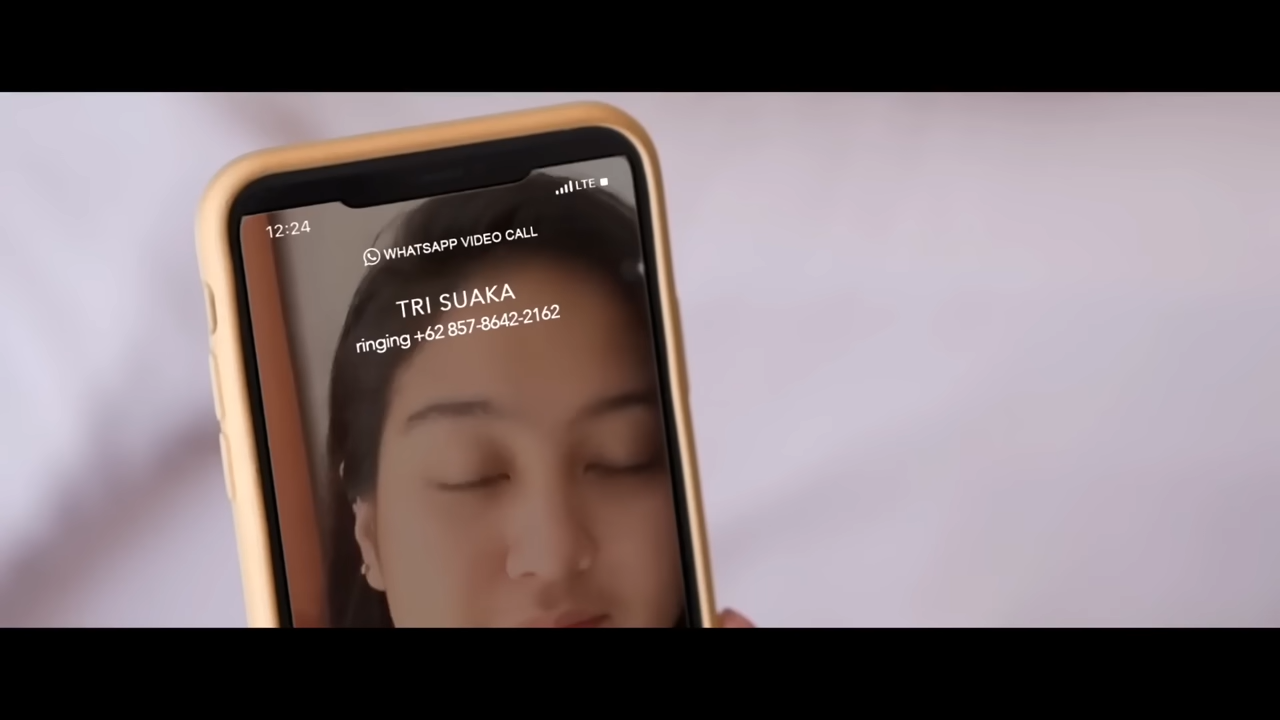 12:24
LTE
WHATSAPP VIDEO CALL
TRI SUAKA
ringing +62 857-8642-2162